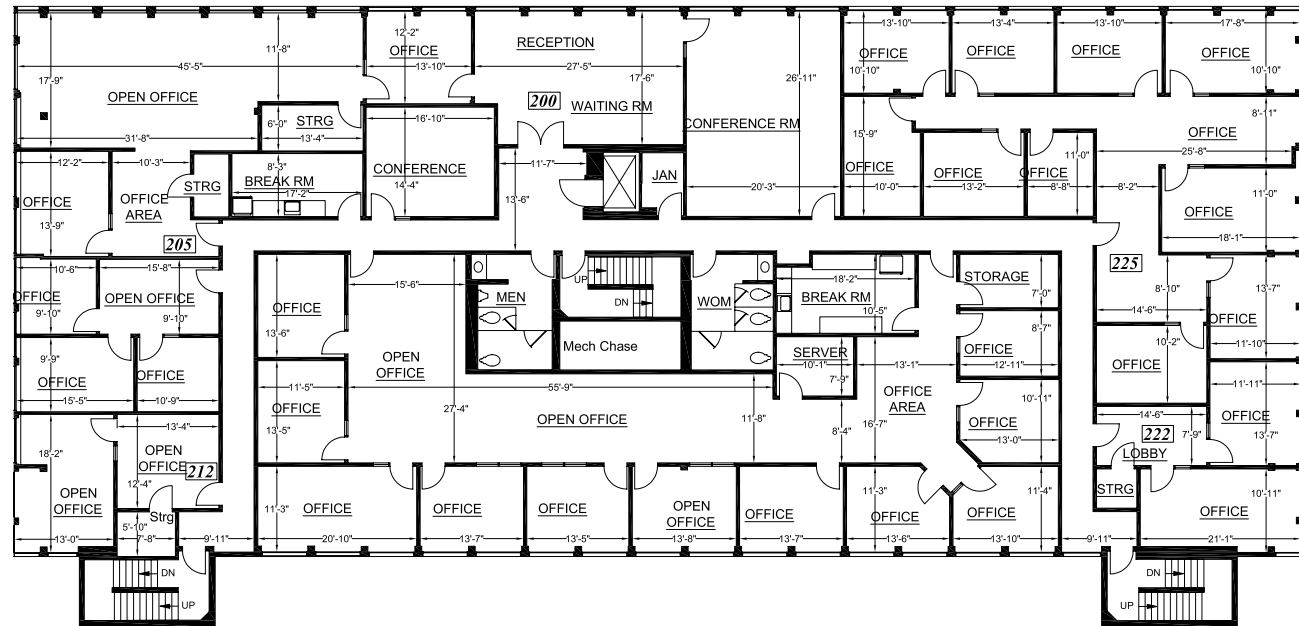 12'-2"
OFFICE
13'-10"
RECEPTION
27'-5"
11'-8"
45'-5"
17'-9"
OPEN OFFICE
17'-6"
26'-11"
200
WAITING RM
CONFERENCE RM
13'-10"
OFFICE
10'-10"
13'-4"
OFFICE
13'-10"
OFFICE
17'-8"
OFFICE
10'-10"
6'-0"
STRG
13'-4"
31'-8"
16'-10"
CONFERENCE
14'-4"
15'-9"
OFFICE
10'-0"
8'-11"
OFFICE
25'-8"
12'-2"
OFFICE
13'-9"
10'-3"
OFFICE
AREA
205
STRG
8'-3"
BREAK RM
17'-2"
11'-7"
13'-6"
JAN
20'-3"
OFFICE
13'-2"
11'-0"
OFFICE
8'-8"
8'-2"
11'-0"
OFFICE
18'-1"
10'-6"
OFFICE
9'-10"
15'-8"
OPEN OFFICE
9'-10"
OFFICE
13'-6"
15'-6"
MEN
UP
DN
WOM
18'-2"
BREAK RM
10'-5"
STORAGE
7'-0"
225
8'-10"
14'-6"
13'-7"
OFFICE
11'-10"
9'-9"
OFFICE
15'-5"
OFFICE
10'-9"
11'-5"
OFFICE
13'-5"
OPEN
OFFICE
Mech Chase
SERVER
10'-1"
7'-9"
13'-1"
OFFICE
AREA
8'-7"
OFFICE
12'-11"
10'-2"
OFFICE
11'-11"
OFFICE
13'-7"
55'-9"
27'-4"
OPEN OFFICE
11'-8"
8'-4"
16'-7"
10'-11"
OFFICE
13'-0"
14'-6"
222
7'-9"
LOBBY
13'-4"
OPEN
OFFICE
212
12'-4"
18'-2"
OPEN
OFFICE
13'-0"
Strg
5'-10"
7'-8"
9'-11"
11'-3"
OFFICE
20'-10"
OFFICE
13'-7"
OFFICE
13'-5"
OPEN
OFFICE
13'-8"
OFFICE
13'-7"
11'-3"
OFFICE
13'-6"
OFFICE
13'-10"
11'-4"
STRG
9'-11"
10'-11"
OFFICE
21'-1"
DN
UP
DN
UP